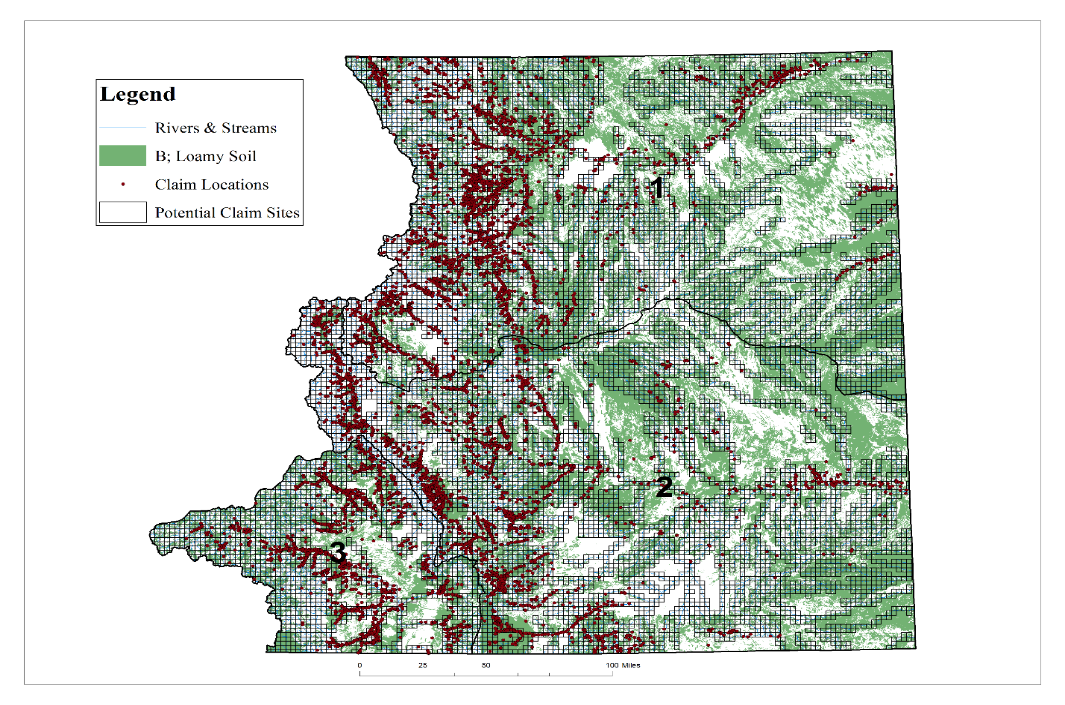 Legend
Rivers & Streams
B; Loamy Soil
Claim Locations
Potential Claim Sites
1
2
3
0 25 50 100 Miles